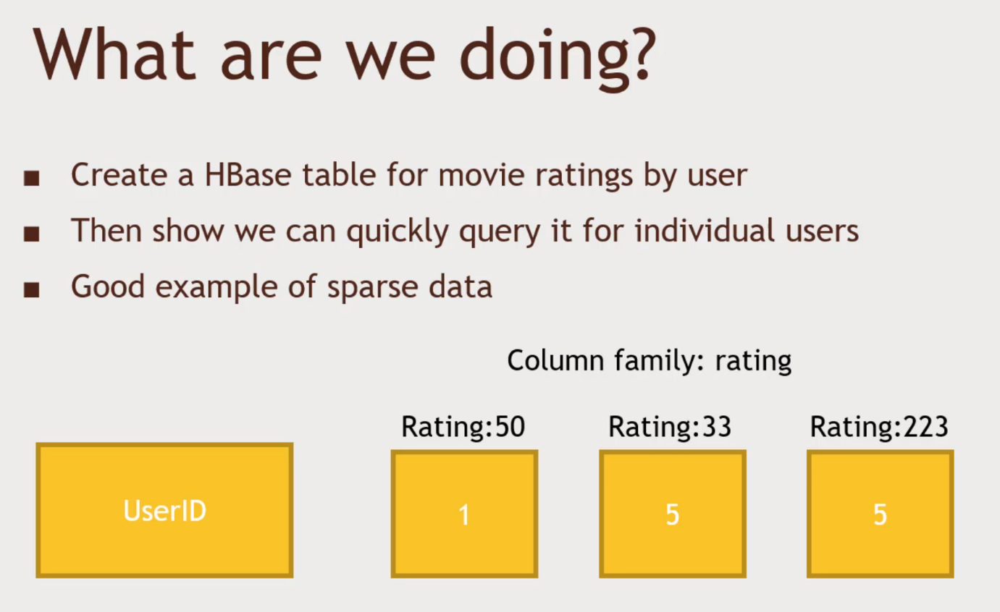 What are we doing?
■ Create a HBase table for movie ratings by user
■ Then show we can quickly query it for individual users
■ Good example of sparse data
Column family: rating
Rating:50 Rating:33 Rating:223
UserID 1 5 5